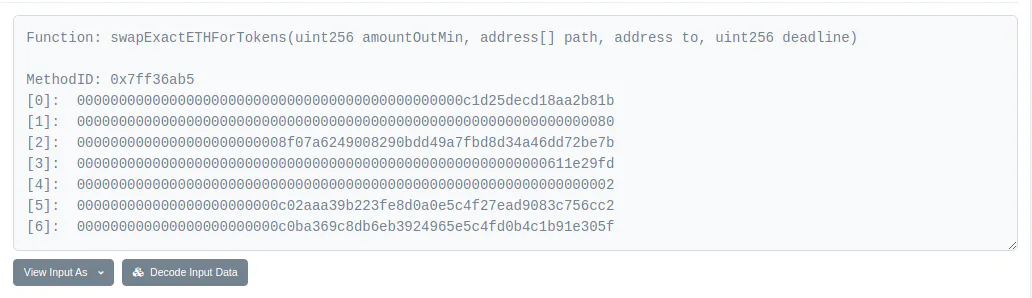 Function: swapExactETHForTokens(uint256 amountOutMin, address[] path, address to, uint256 deadline)
MethodID: 0x7ff36ab5
[0]: 000000000000000000000000000000000000000000000000c1d25decd18aa2b81b
[1]: 0000000000000000000000000000000000000000000000000000000000000080
[2]: 0000000000000000000000008f07a6249008290bdd49a7fbd8d34a46dd72be7b
[3]: 00000000000000000000000000000000000000000000000000000000611e29fd
[4]: 0000000000000000000000000000000000000000000000000000000000000002
[5]: 000000000000000000000000c02aaa39b223fe8d0a0e5c4f27ead9083c756cc2
[6]: 000000000000000000000000c0ba369c8db6eb3924965e5c4fd0b4c1b91e305f
View Input As
Decode Input Data